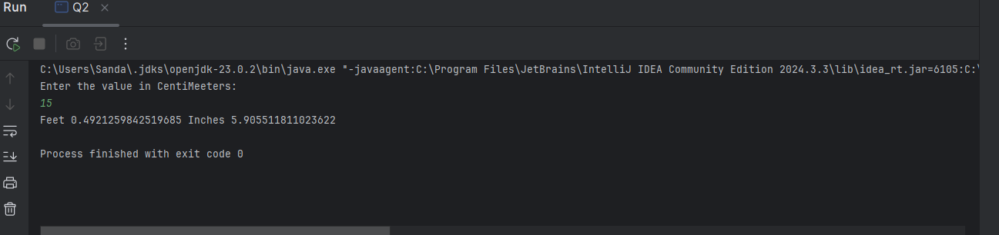 Run Q2
C:\Users\Sanda\.jdks\openjdk-23.0.2\bin\java.exe "-javaagent:C:\Program Files\JetBrains\IntelliJ IDEA Community Edition 2024.3.3\lib\idea_rt.jar=6105:C:\
Enter the value in CentiMeeters:
15
Feet 0.4921259842519685 Inches 5.905511811023622
Process finished with exit code 0